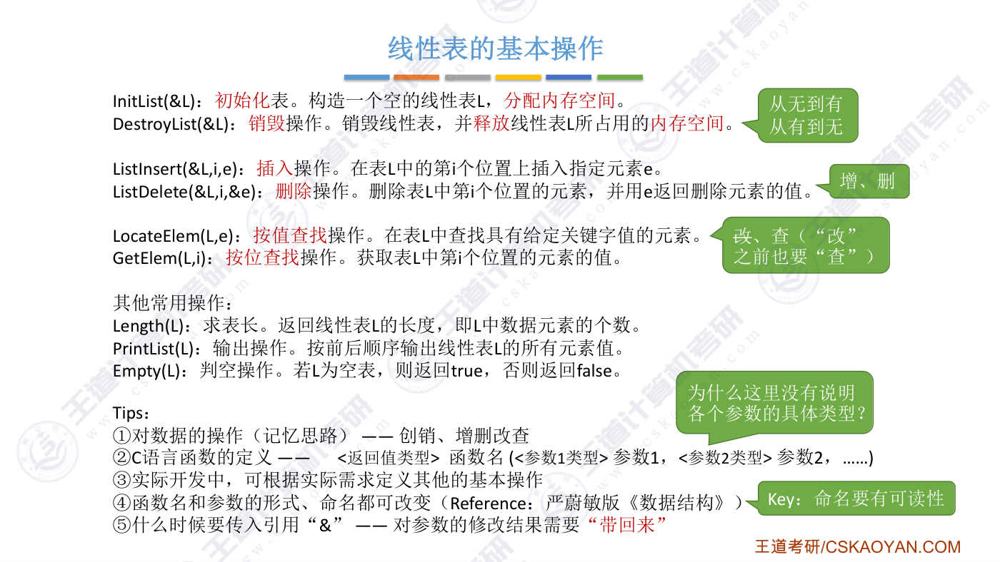 线性表的基本操作
InitList(&L)：初始化表。构造一个空的线性表L，分配内存空间。
DestroyList(&L)：销毁操作。销毁线性表，并释放线性表L所占用的内存空间。
从无到有
从有到无
ListInsert(&L,i,e)：插入操作。在表L中的第i个位置上插入指定元素e。
ListDelete(&L,i,&e)：删除操作。删除表L中第i个位置的元素，并用e返回删除元素的值。
增、删
LocateElem(L,e)：按值查找操作。在表L中查找具有给定关键字值的元素。
GetElem(L,i)：按位查找操作。获取表L中第i个位置的元素的值。
改、查（“改”
之前也要“查”）
其他常用操作：
Length(L)：求表长。返回线性表L的长度，即L中数据元素的个数。
PrintList(L)：输出操作。按前后顺序输出线性表L的所有元素值。
Empty(L)：判空操作。若L为空表，则返回true，否则返回false。
为什么这里没有说明
各个参数的具体类型？
Tips：
①对数据的操作（记忆思路） —— 创销、增删改查
②C语言函数的定义 —— <返回值类型> 函数名 (<参数1类型> 参数1，<参数2类型> 参数2，……)
③实际开发中，可根据实际需求定义其他的基本操作
④函数名和参数的形式、命名都可改变（Reference：严蔚敏版《数据结构》）
Key：命名要有可读性
⑤什么时候要传入引用“&” —— 对参数的修改结果需要“带回来”
王道考研/CSKAOYAN.COM